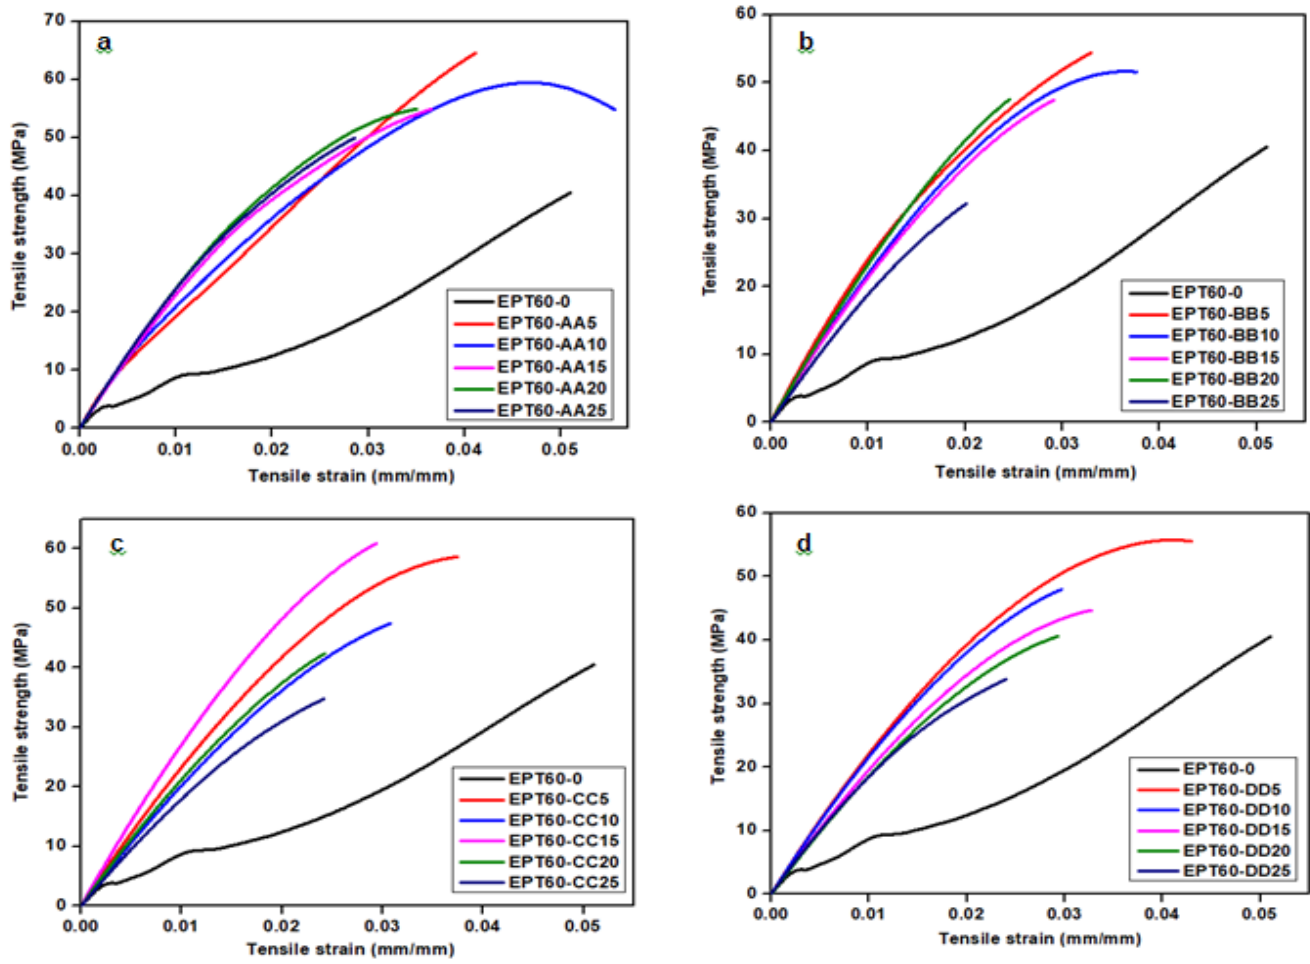 a
70
60
50
40
30
20
10
0
Tensile strength (MPa)
0.00 0.01 0.02 0.03 0.04 0.05
Tensile strain (mm/mm)
EPT60-0
EPT60-AA5
EPT60-AA10
EPT60-AA15
EPT60-AA20
EPT60-AA25
b
60
50
40
30
20
10
0
Tensile strength (MPa)
0.00 0.01 0.02 0.03 0.04 0.05
Tensile strain (mm/mm)
EPT60-0
EPT60-BB5
EPT60-BB10
EPT60-BB15
EPT60-BB20
EPT60-BB25
c
60
50
40
30
20
10
0
Tensile strength (MPa)
0.00 0.01 0.02 0.03 0.04 0.05
Tensile strain (mm/mm)
EPT60-0
EPT60-CC5
EPT60-CC10
EPT60-CC15
EPT60-CC20
EPT60-CC25
d
60
50
40
30
20
10
0
Tensile strength (MPa)
0.00 0.01 0.02 0.03 0.04 0.05
Tensile strain (mm/mm)
EPT60-0
EPT60-DD5
EPT60-DD10
EPT60-DD15
EPT60-DD20
EPT60-DD25